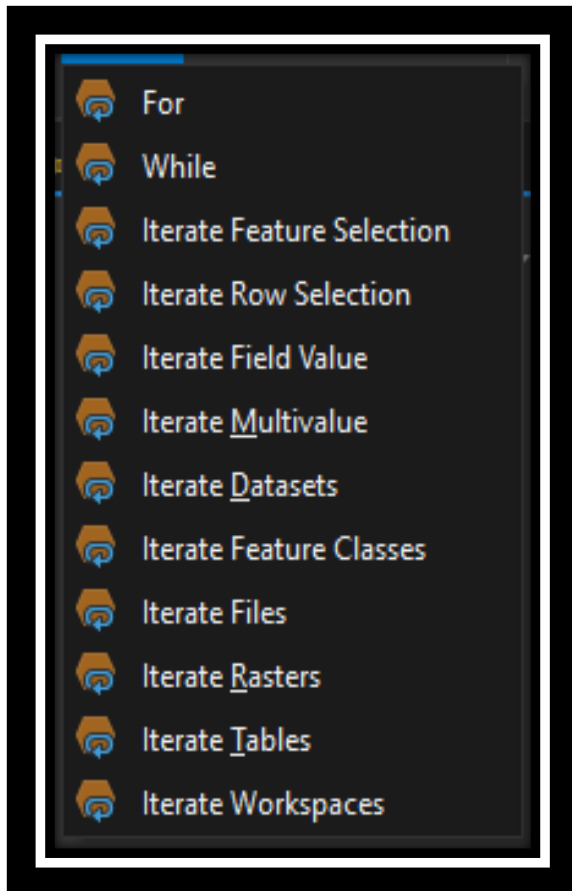 For
While
Iterate Feature Selection
Iterate Row Selection
Iterate Field Value
Iterate Multivalue
Iterate Datasets
Iterate Feature Classes
Iterate Files
Iterate Rasters
Iterate Tables
Iterate Workspaces